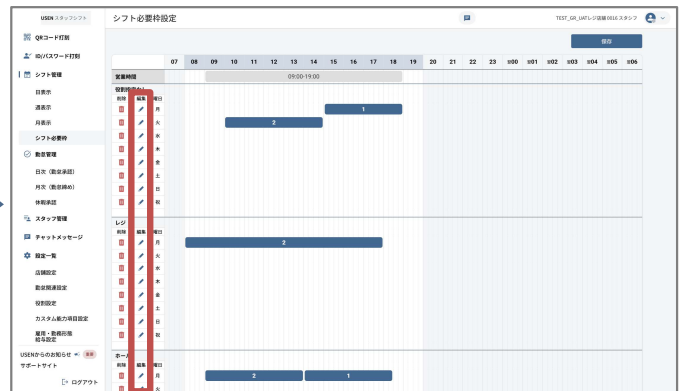 USEN スタッフシフト
シフト必要枠設定
TEST_GR_UATレジ店舗 0016 スタッフ
QRコード打刻
ID/パスワード打刻
シフト管理
日表示
週表示
月表示
シフト必要枠
勤怠管理
日次（勤怠承認）
月次（勤怠締め）
休暇承認
スタッフ管理
チャットメッセージ
設定一覧
店舗設定
勤怠関連設定
役割設定
カスタム能力項目設定
雇用・勤務形態
給与設定
USENからのお知らせ 重要
サポートサイト
ログアウト
保存
07 08 09 10 11 12 13 14 15 16 17 18 19 20 21 22 23 翌00 翌01 翌02 翌03 翌04 翌05 翌06
営業時間
09:00-19:00
役割指定なし
削除 編集 曜日
月
1
火
2
水
木
金
土
日
祝
レジ
削除 編集 曜日
月
2
火
水
木
金
土
日
祝
ホール
削除 編集 曜日
月
2 1
火